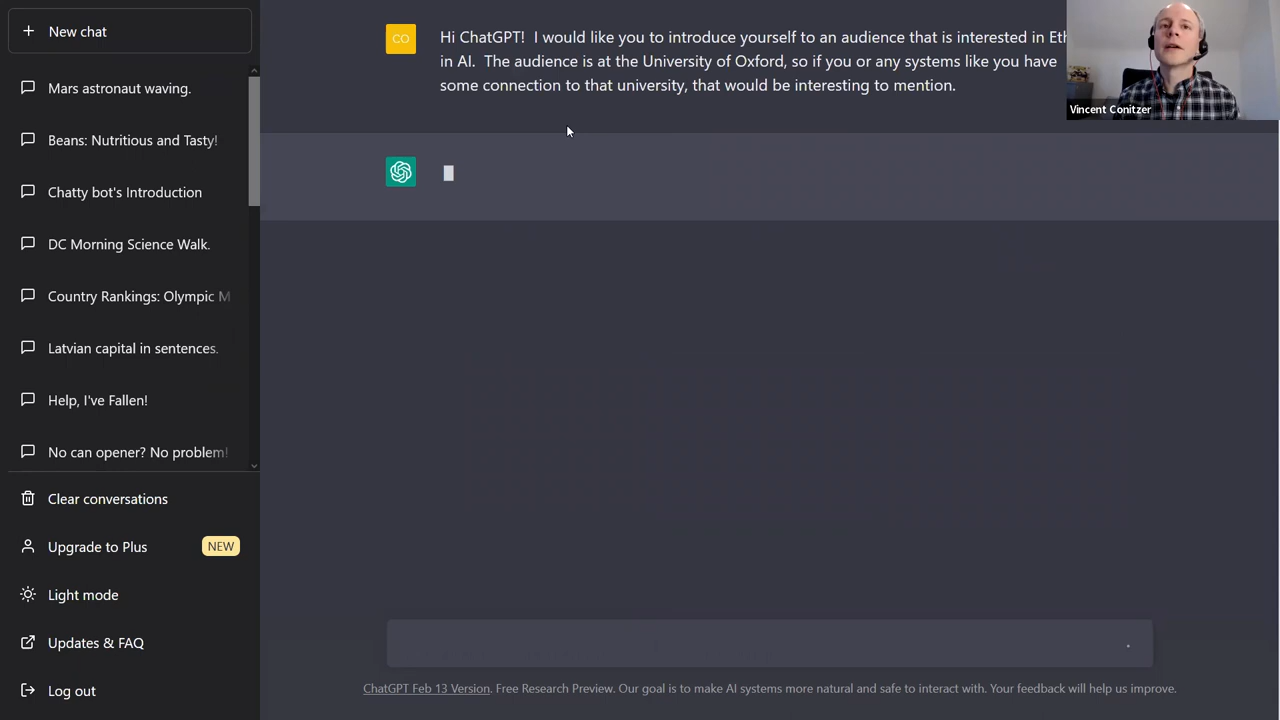 New chat
Mars astronaut waving.
Beans: Nutritious and Tasty!
Chatty bot's Introduction
DC Morning Science Walk.
Country Rankings: Olympic M
Latvian capital in sentences.
Help, I've Fallen!
No can opener? No problem!
Clear conversations
Upgrade to Plus NEW
Light mode
Updates & FAQ
Log out
CO
Hi ChatGPT! I would like you to introduce yourself to an audience that is interested in Eth
in AI. The audience is at the University of Oxford, so if you or any systems like you have
some connection to that university, that would be interesting to mention.
Vincent Conitzer
ChatGPT Feb 13 Version. Free Research Preview. Our goal is to make AI systems more natural and safe to interact with. Your feedback will help us improve.